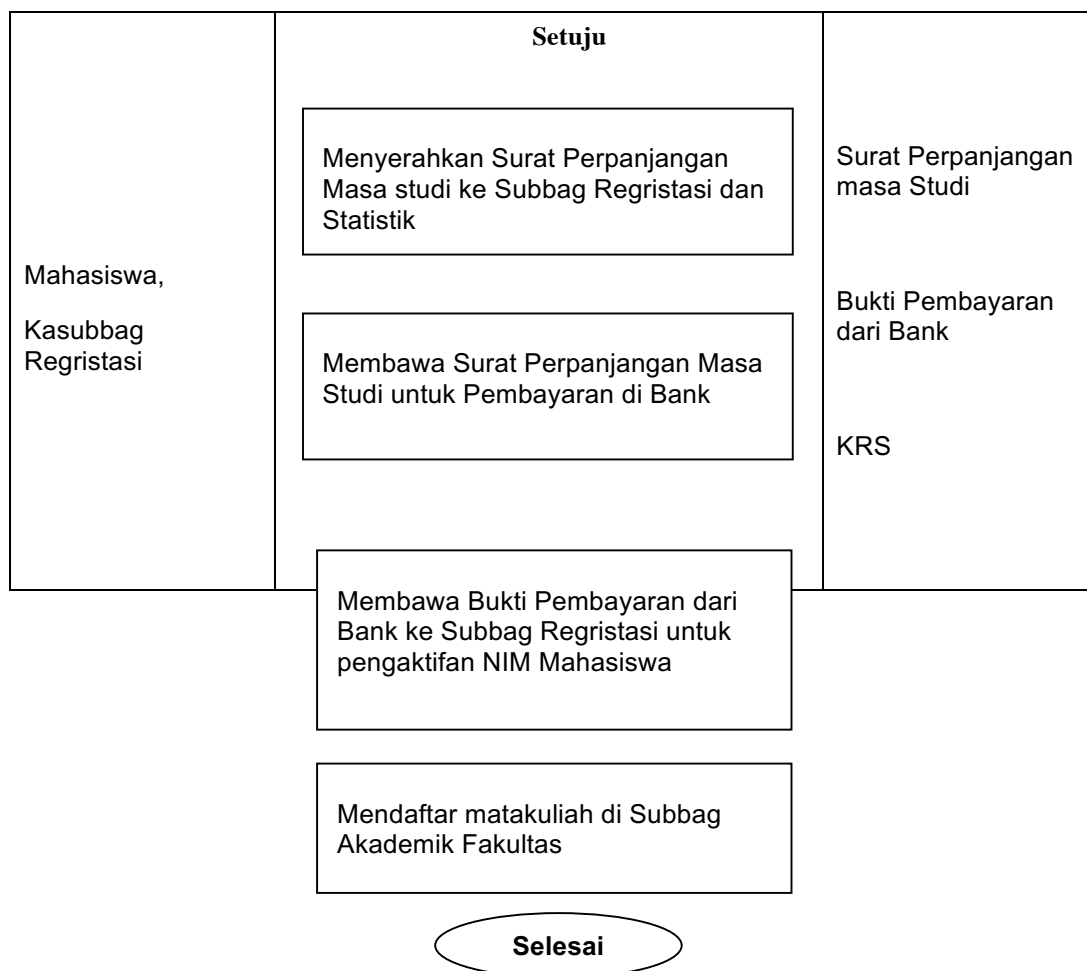 Setuju
Mahasiswa,
Kasubbag
Regristasi
Menyerahkan Surat Perpanjangan
Masa studi ke Subbag Regristasi dan
Statistik
Membawa Surat Perpanjangan Masa
Studi untuk Pembayaran di Bank
Surat Perpanjangan
masa Studi
Bukti Pembayaran
dari Bank
KRS
Membawa Bukti Pembayaran dari
Bank ke Subbag Regristasi untuk
pengaktifan NIM Mahasiswa
Mendaftar matakuliah di Subbag
Akademik Fakultas
Selesai